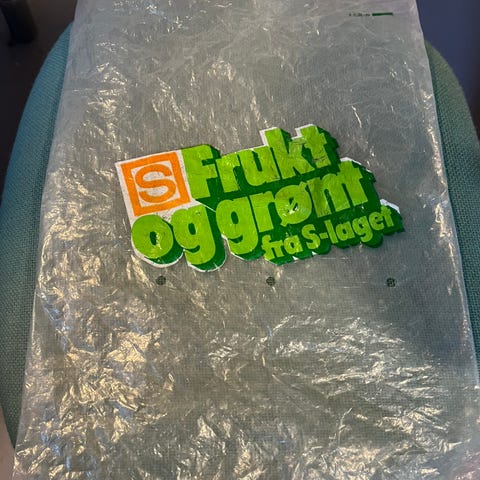 S Frukt
og grønt
fra S-laget